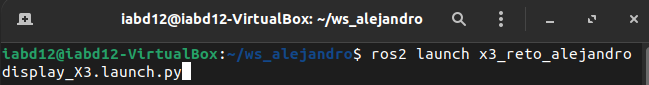 iabd12@iabd12-VirtualBox: ~/ws_alejandro
iabd12@iabd12-VirtualBox:~/ws_alejandro$ ros2 launch x3_reto_alejandro
display_X3.launch.py